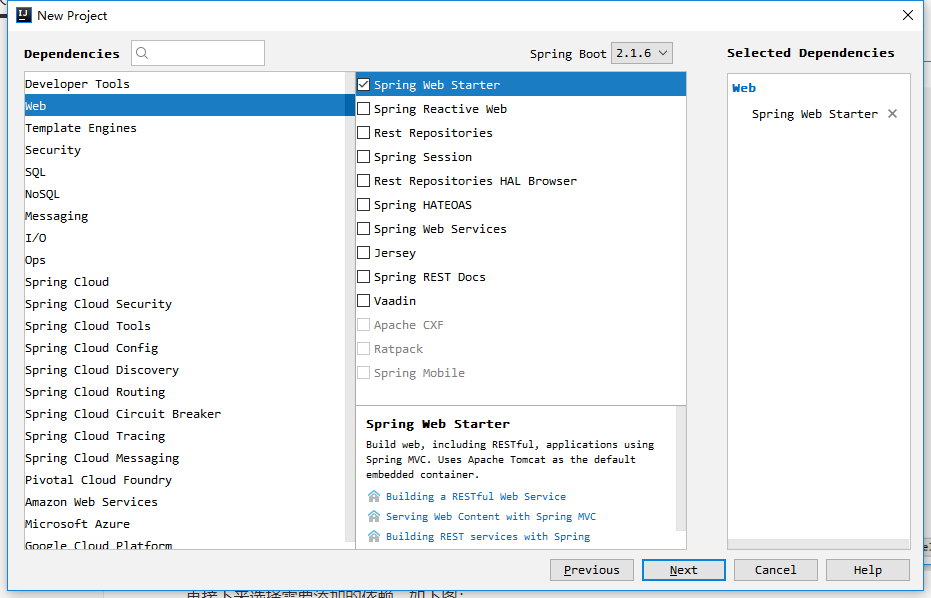 New Project
Dependencies
Spring Boot 2.1.6
Selected Dependencies
Developer Tools
Web
Template Engines
Security
SQL
NoSQL
Messaging
I/O
Ops
Spring Cloud
Spring Cloud Security
Spring Cloud Tools
Spring Cloud Config
Spring Cloud Discovery
Spring Cloud Routing
Spring Cloud Circuit Breaker
Spring Cloud Tracing
Spring Cloud Messaging
Pivotal Cloud Foundry
Amazon Web Services
Microsoft Azure
Google Cloud Platform
Spring Web Starter
Spring Reactive Web
Rest Repositories
Spring Session
Rest Repositories HAL Browser
Spring HATEOAS
Spring Web Services
Jersey
Spring REST Docs
Vaadin
Apache CXF
Ratpack
Spring Mobile
Spring Web Starter
Build web, including RESTful, applications using
Spring MVC. Uses Apache Tomcat as the default
embedded container.
Building a RESTful Web Service
Serving Web Content with Spring MVC
Building REST services with Spring
Web
Spring Web Starter
Previous
Next
Cancel
Help